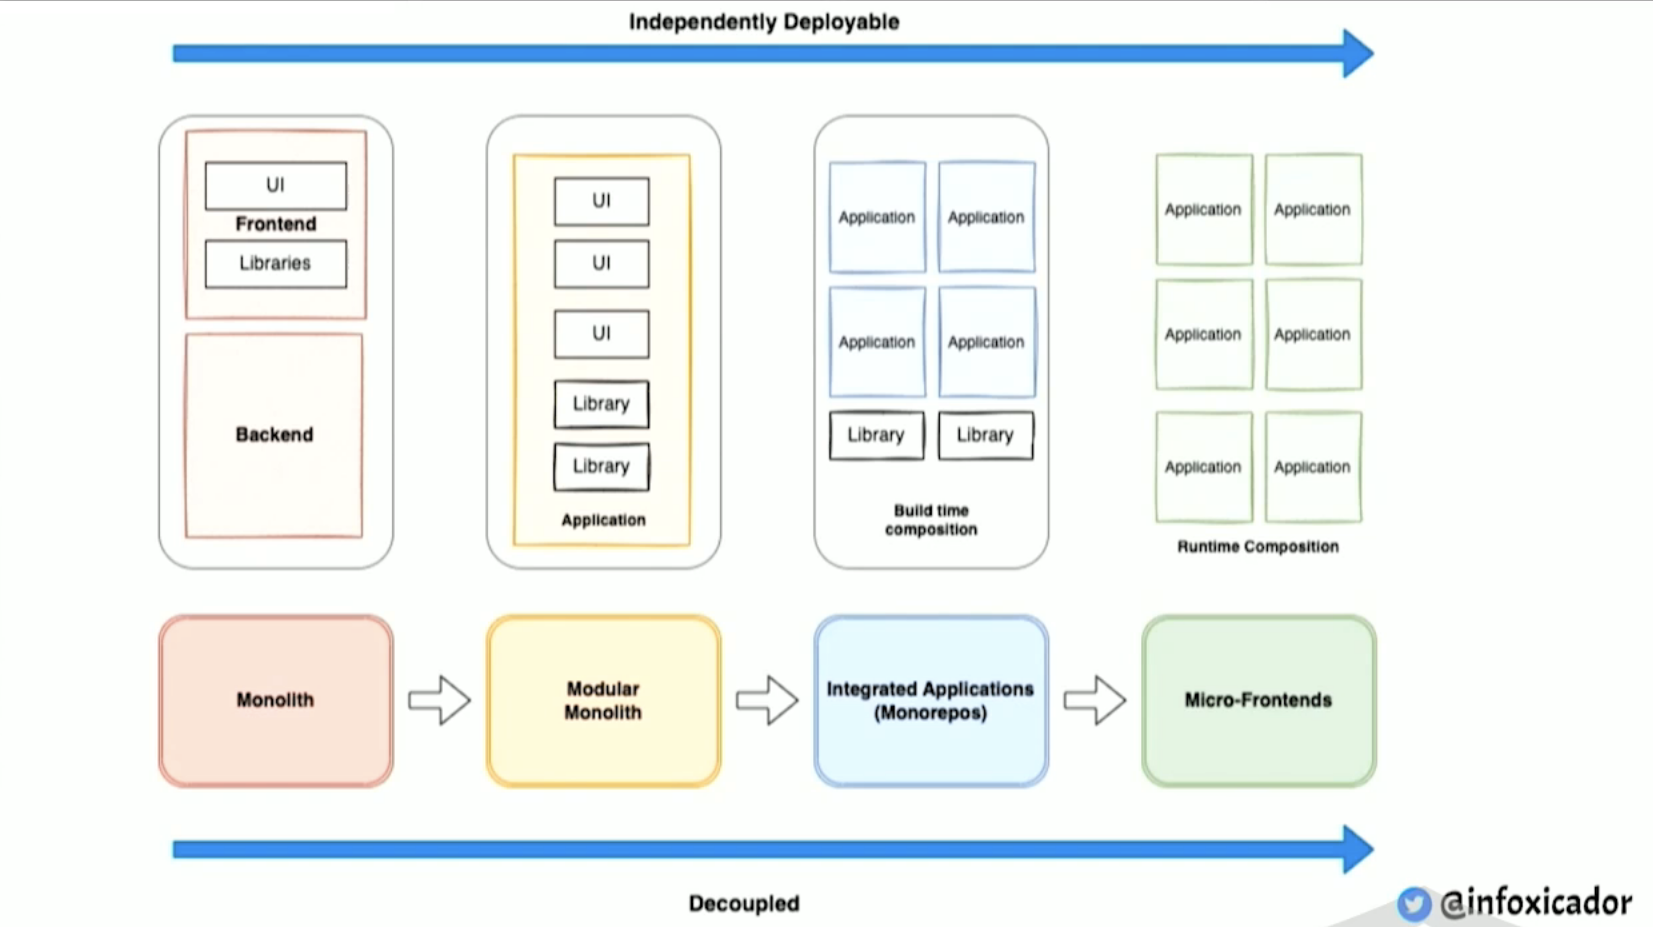 Independently Deployable
UI
Frontend
Libraries
Backend
UI
UI
UI
Library
Library
Application
Application Application
Application Application
Library Library
Build time
composition
Application Application
Application Application
Application Application
Runtime Composition
Monolith
Modular
Monolith
Integrated Applications
(Monorepos)
Micro-Frontends
Decoupled
@infoxicador